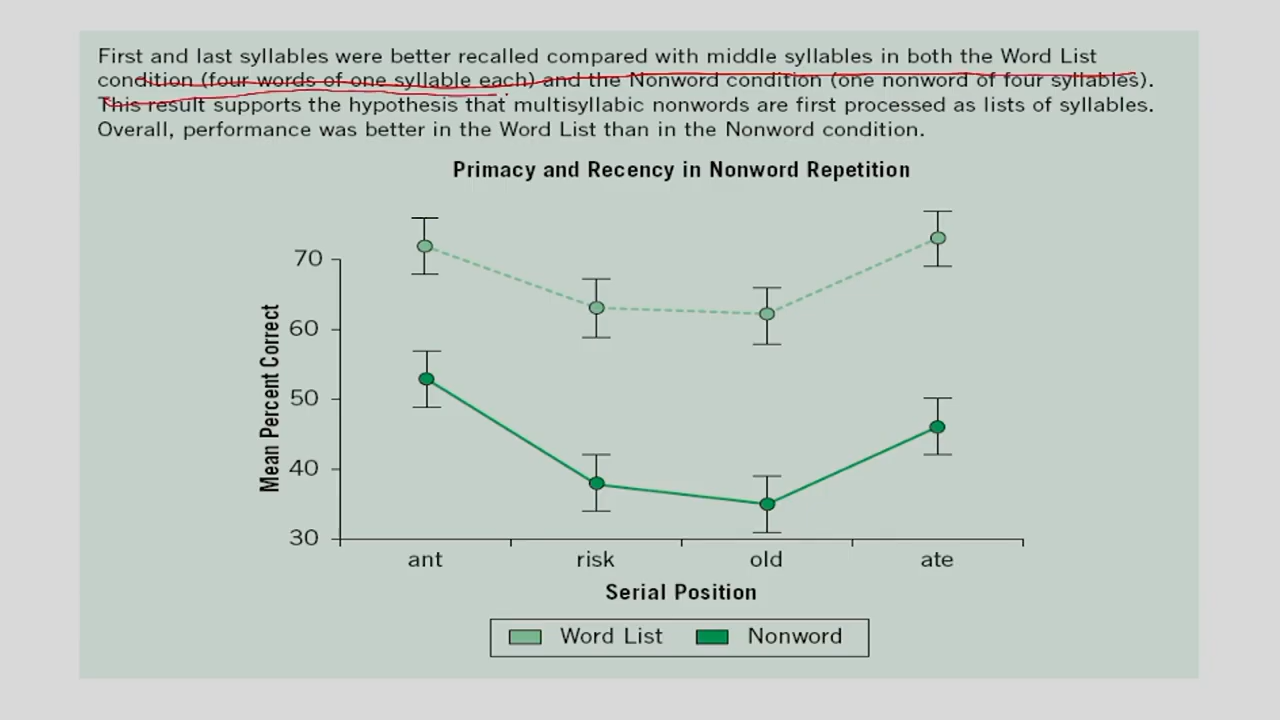 First and last syllables were better recalled compared with middle syllables in both the Word List
condition (four words of one syllable each) and the Nonword condition (one nonword of four syllables).
This result supports the hypothesis that multisyllabic nonwords are first processed as lists of syllables.
Overall, performance was better in the Word List than in the Nonword condition.
Primacy and Recency in Nonword Repetition
Mean Percent Correct
70
60
50
40
30
ant risk old ate
Serial Position
Word List Nonword